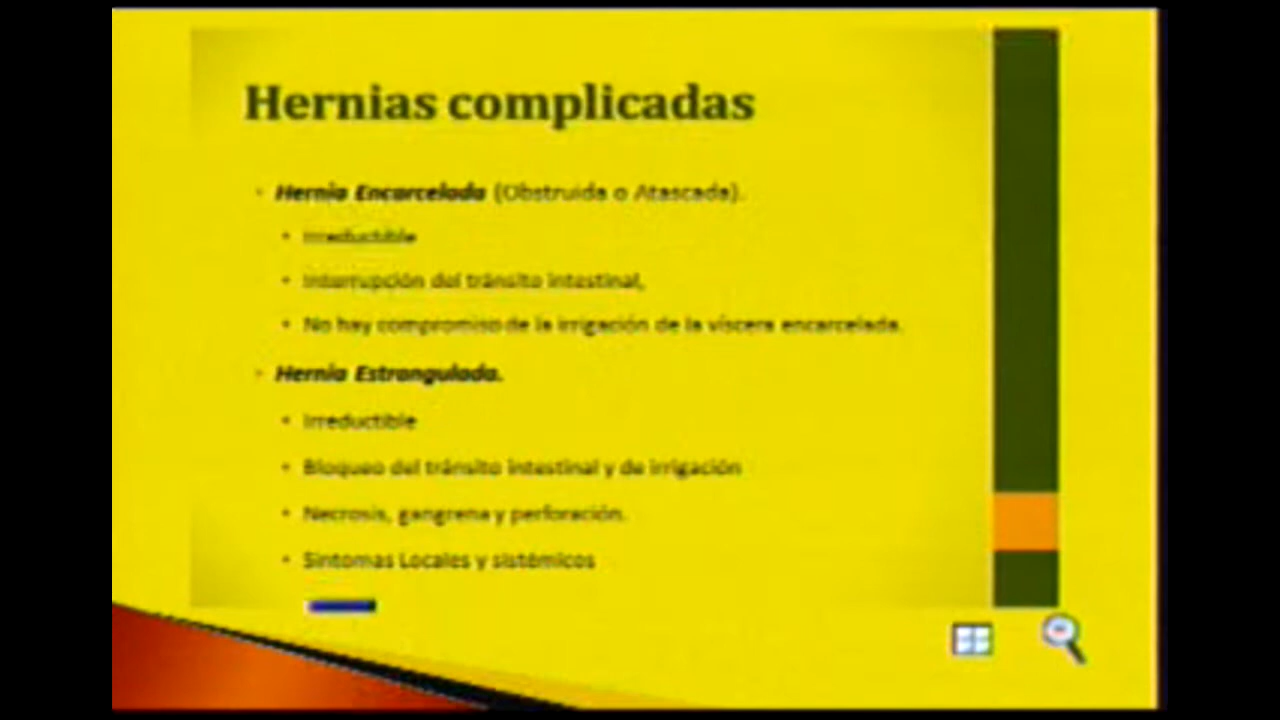 Hernias complicadas
Hernia Encarcelada (Obstruida o Atascada).
Irreductible
Interrupción del tránsito intestinal,
No hay compromiso de la irrigación de la víscera encarcelada.
Hernia Estrangulada.
Irreductible
Bloqueo del tránsito intestinal y de irrigación
Necrosis, gangrena y perforación.
Sintomas Locales y sistémicos